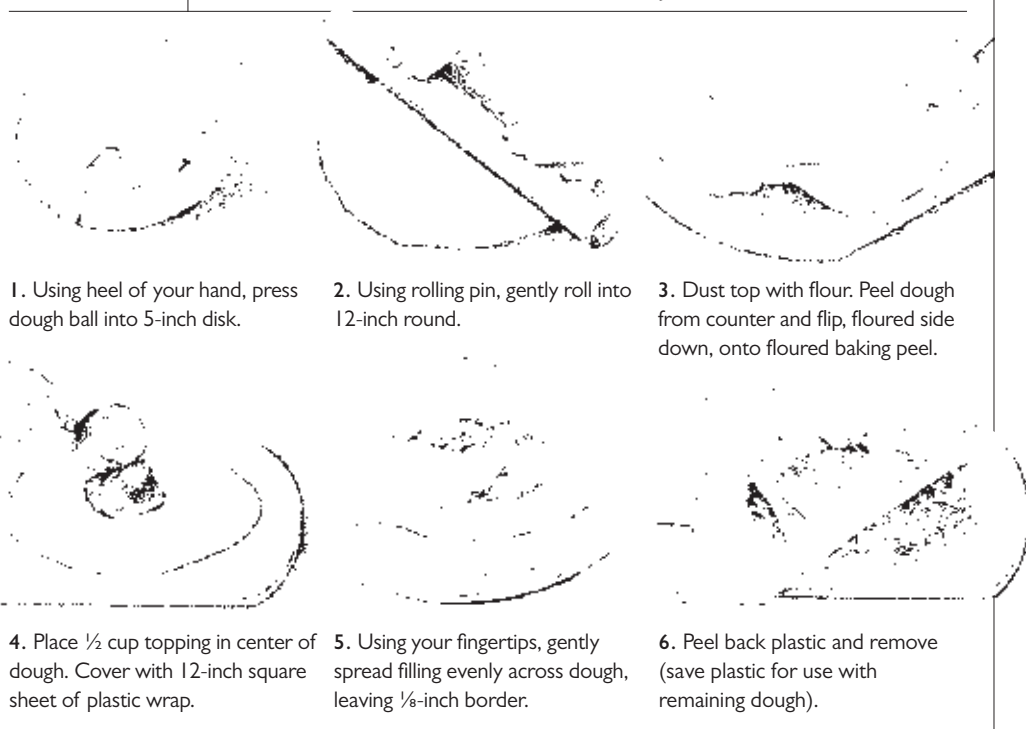 1. Using heel of your hand, press
dough ball into 5-inch disk.
2. Using rolling pin, gently roll into
12-inch round.
3. Dust top with flour. Peel dough
from counter and flip, floured side
down, onto floured baking peel.
4. Place ½ cup topping in center of
dough. Cover with 12-inch square
sheet of plastic wrap.
5. Using your fingertips, gently
spread filling evenly across dough,
leaving ⅛-inch border.
6. Peel back plastic and remove
(save plastic for use with
remaining dough).